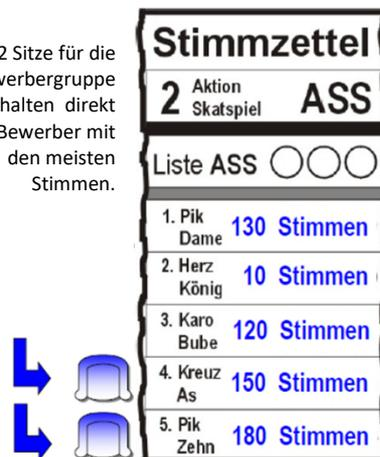 2 Sitze für die
werbergruppe
halten direkt
Bewerber mit
den meisten
Stimmen.
Stimmzettel
2 Aktion Skatspiel ASS
Liste ASS
1. Pik Dame 130 Stimmen
2. Herz König 10 Stimmen
3. Karo Bube 120 Stimmen
4. Kreuz As 150 Stimmen
5. Pik Zehn 180 Stimmen